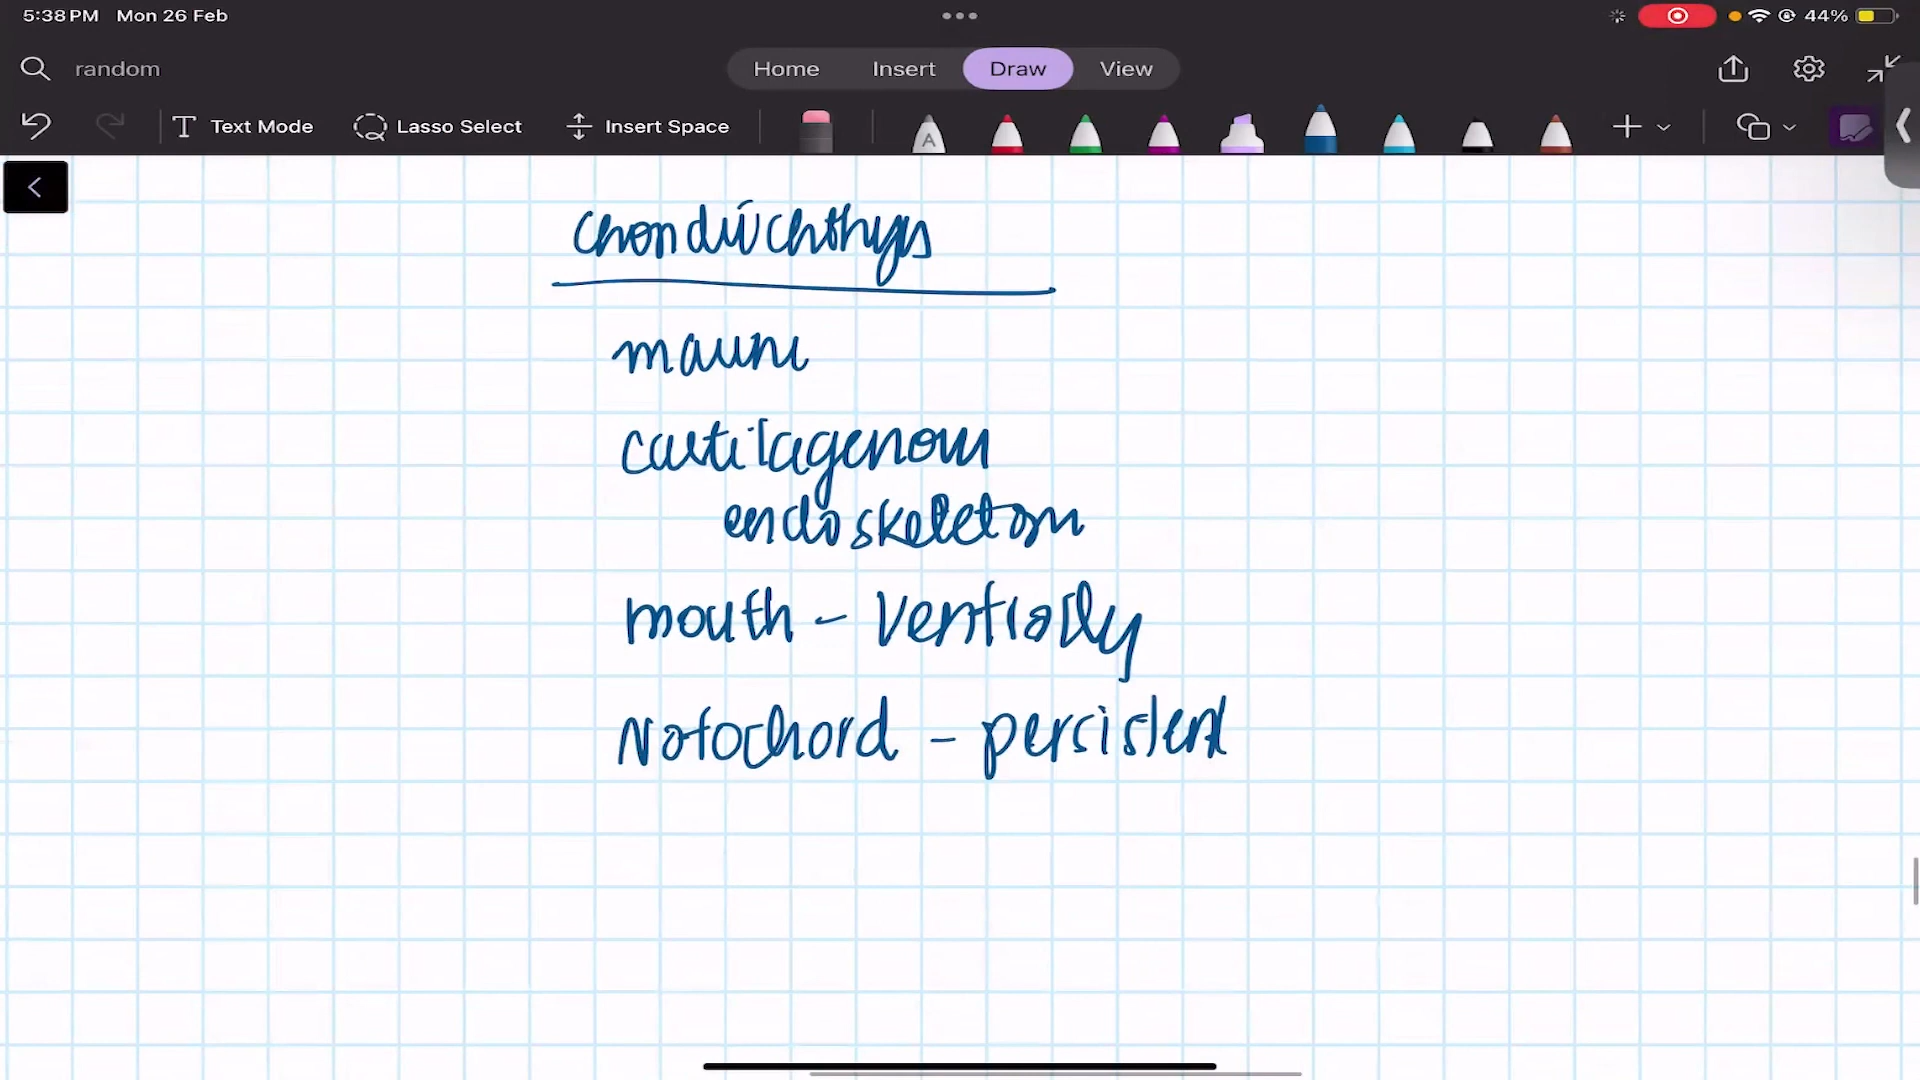 5:38 PM Mon 26 Feb
44%
random
Home Insert Draw View
Text Mode Lasso Select Insert Space
A
Chondrichthyes
marine
cartilagenous
endoskeleton
mouth - Ventrally
Notochord - persistent